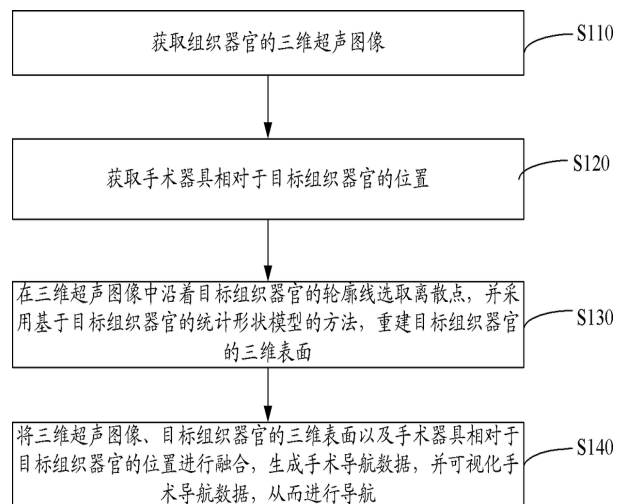 获取组织器官的三维超声图像
S110
获取手术器具相对于目标组织器官的位置
S120
在三维超声图像中沿着目标组织器官的轮廓线选取离散点，并采
用基于目标组织器官的统计形状模型的方法，重建目标组织器官
的三维表面
S130
将三维超声图像、目标组织器官的三维表面以及手术器具相对于
目标组织器官的位置进行融合，生成手术导航数据，并可视化手
术导航数据，从而进行导航
S140